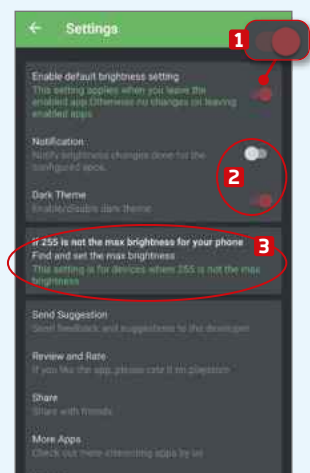 Settings
1
Enable default brightness setting
This setting applies when you leave the
enabled app.Otherwise no changes on leaving
enabled apps
Notification
Notify brightness changes done for the
configured apps.
2
Dark Theme
Enable/disable dark theme
3
If 255 is not the max brightness for your phone
Find and set the max brightness
This setting is for devices where 255 is not the max
brightness
Send Suggestion
Send feedback and suggestions to the developer
Review and Rate
If you like the app, please rate it on playstore
Share
Share with friends
More Apps
Check out more interesting apps by us